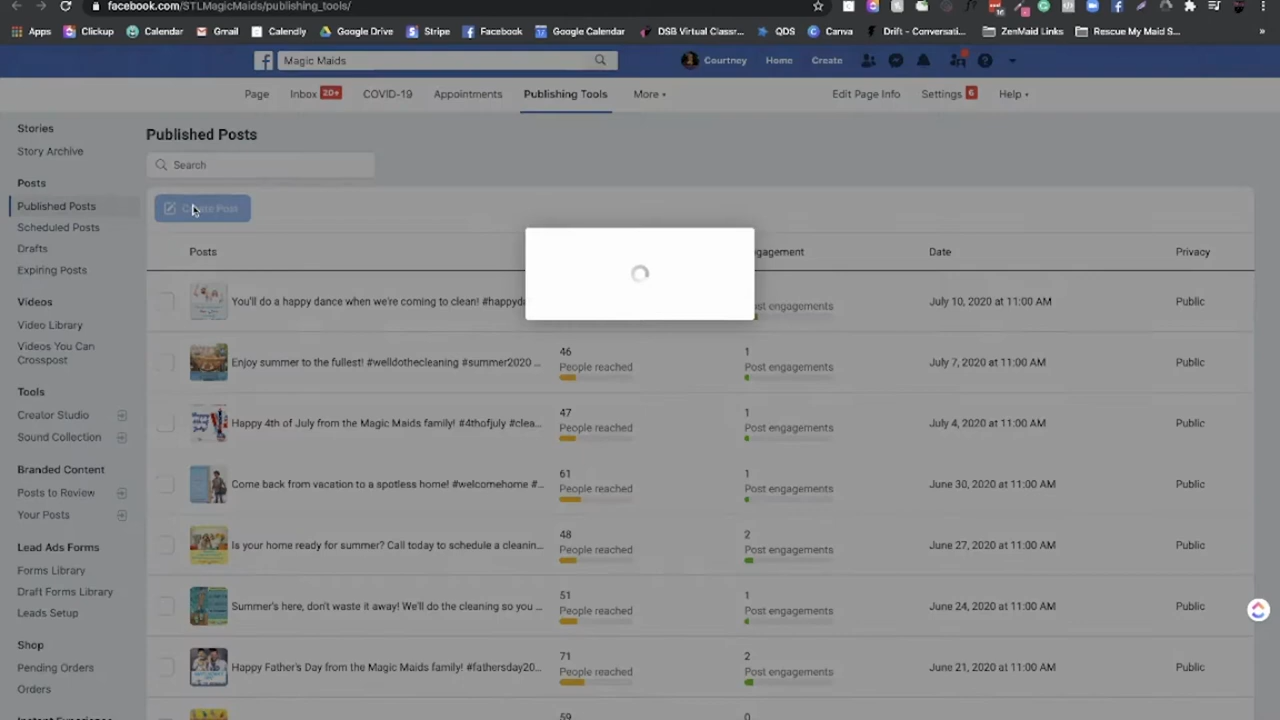 facebook.com/STLMagicMaids/publishing_tools/
Apps Clickup Calendar Gmail Calendly Google Drive Stripe Facebook Google Calendar DSB Virtual Classr... QDS Canva Drift - Conversati... ZenMaid Links Rescue My Maid S... »
Magic Maids Courtney Home Create
Page Inbox 20+ COVID-19 Appointments Publishing Tools More Edit Page Info Settings 6 Help
Stories
Story Archive
Posts
Published Posts
Scheduled Posts
Drafts
Expiring Posts
Videos
Video Library
Videos You Can
Crosspost
Tools
Creator Studio
Sound Collection
Branded Content
Posts to Review
Your Posts
Lead Ads Forms
Forms Library
Draft Forms Library
Leads Setup
Shop
Pending Orders
Orders
Published Posts
Search
Post
Posts Date Privacy
You'll do a happy dance when we're coming to clean! July 10, 2020 at 11:00 AM Public
46 1
Enjoy summer to the fullest! #welldothecleaning #summer2020 ... People reached Post engagements July 7, 2020 at 11:00 AM Public
47 1
Happy 4th of July from the Magic Maids family! #4thofjuly #clea... People reached Post engagements July 4, 2020 at 11:00 AM Public
61 1
Come back from vacation to a spotless home! #welcomehome #... People reached Post engagements June 30, 2020 at 11:00 AM Public
48 2
Is your home ready for summer? Call today to schedule a cleanin... People reached Post engagements June 27, 2020 at 11:00 AM Public
51 1
Summer's here, don't waste it away! We'll do the cleaning so you ... People reached Post engagements June 24, 2020 at 11:00 AM Public
71 2
Happy Father's Day from the Magic Maids family! #fathersday20... People reached Post engagements June 21, 2020 at 11:00 AM Public
59 0